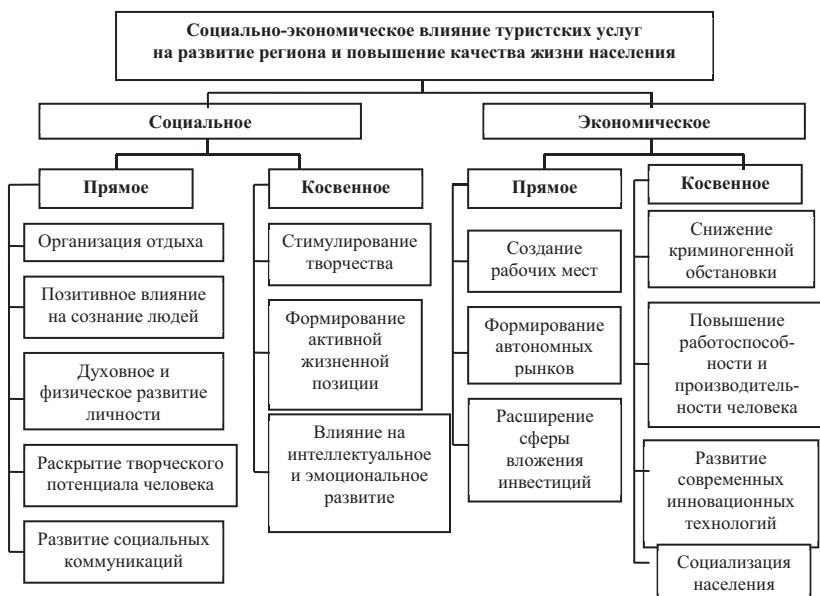 Социально-экономическое влияние туристских услуг
на развитие региона и повышение качества жизни населения
Социальное
Экономическое
Прямое
Косвенное
Прямое
Косвенное
Организация отдыха
Позитивное влияние
на сознание людей
Духовное и
физическое развитие
личности
Раскрытие творческого
потенциала человека
Развитие социальных
коммуникаций
Стимулирование
творчества
Формирование
активной
жизненной
позиции
Влияние на
интеллектуальное
и эмоциональное
развитие
Создание
рабочих мест
Формирование
автономных
рынков
Расширение
сферы
вложения
инвестиций
Снижение
криминогенной
обстановки
Повышение
работоспособ-
ности и
производитель-
ности человека
Развитие
современных
инновационных
технологий
Социализация
населения